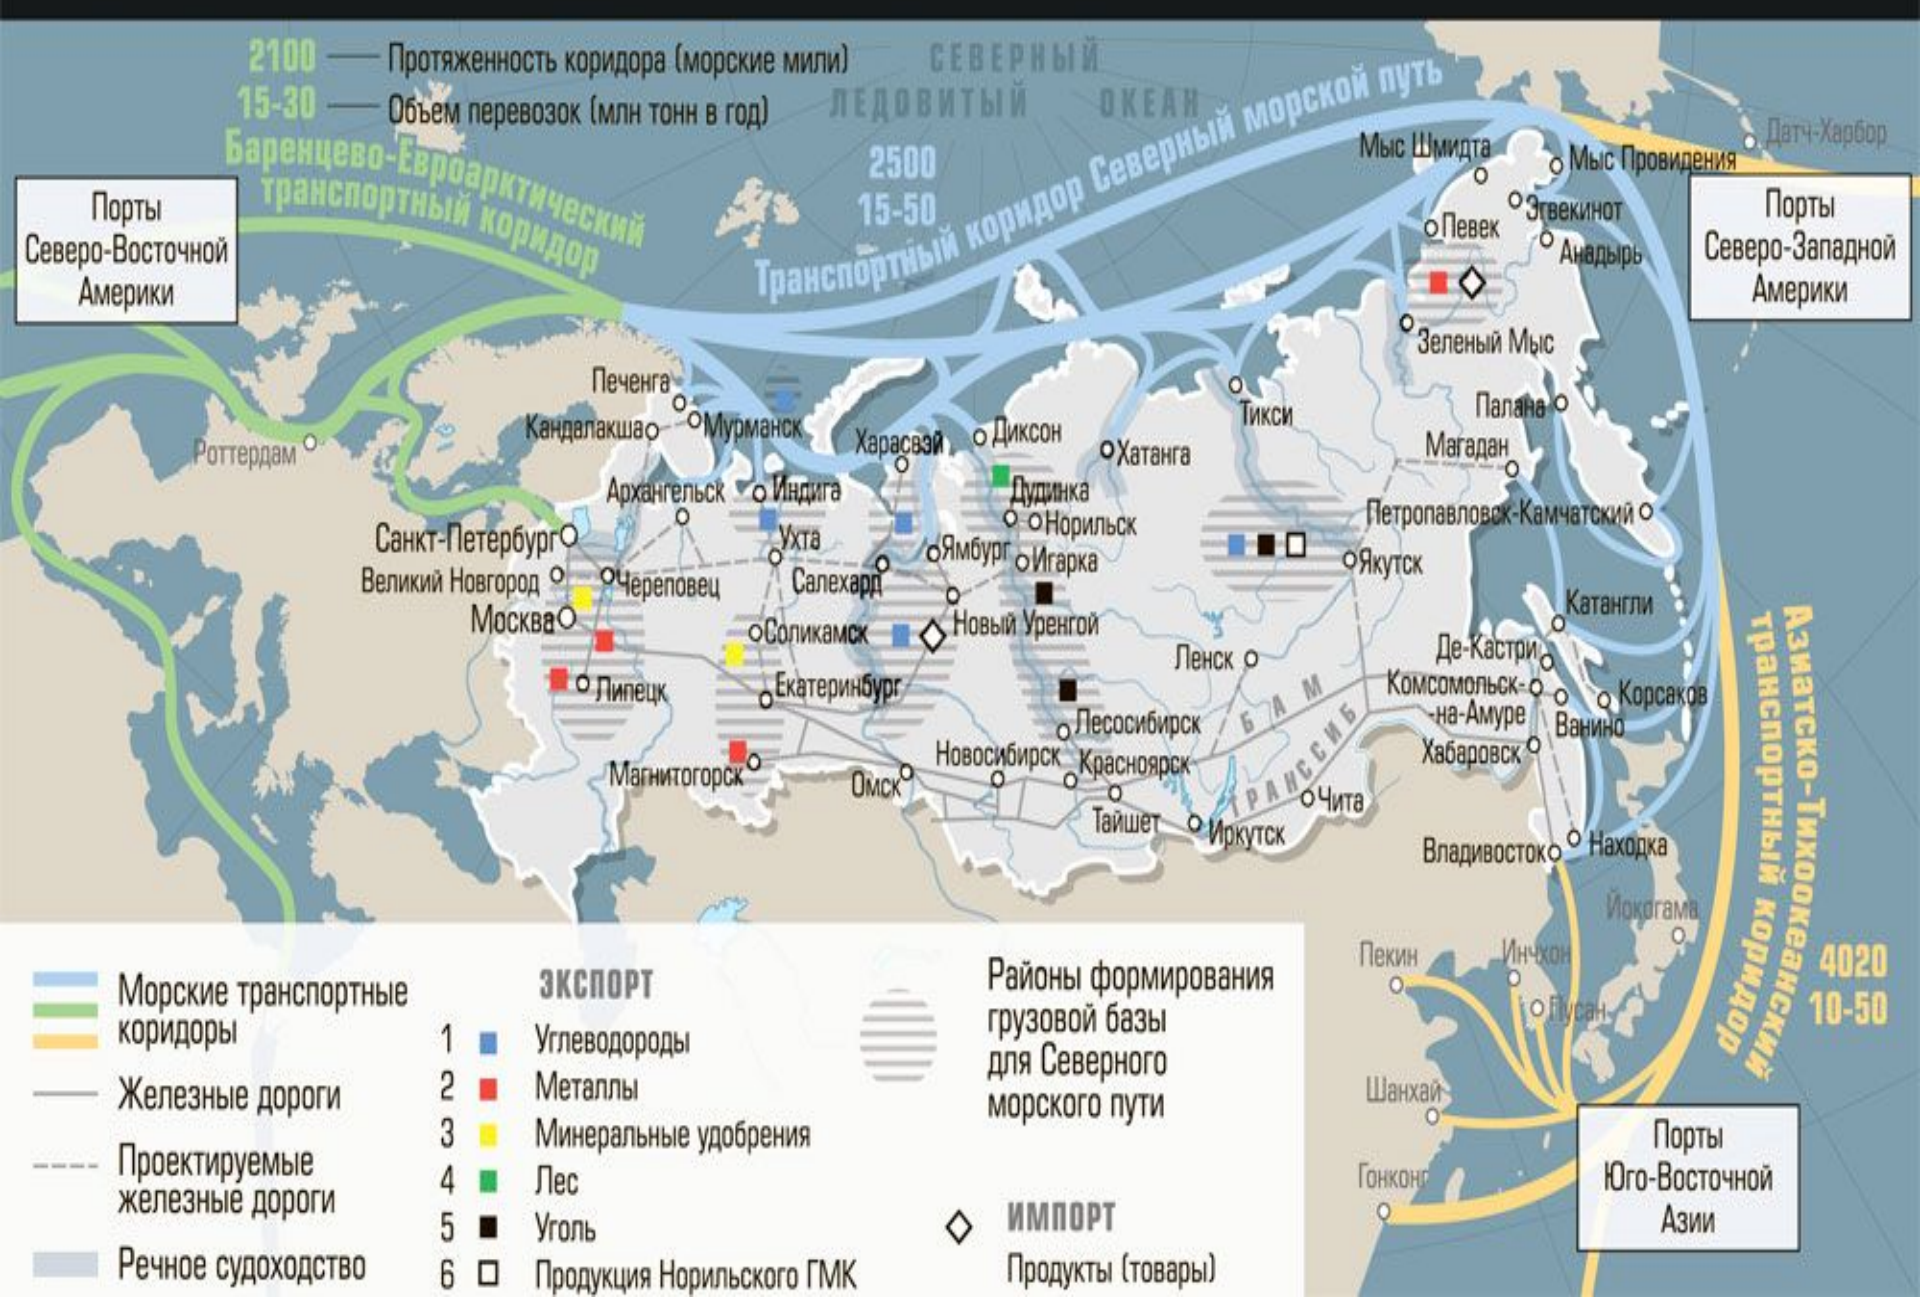 2100
Протяженность коридора (морские мили)
15-30
Объем перевозок (млн тонн в год)
Баренцево-Евроарктический
транспортный коридор
СЕВЕРНЫЙ
ЛЕДОВИТЫЙ ОКЕАН
2500
15-50
Транспортный коридор Северный морской путь
Порты
Северо-Восточной
Америки
Порты
Северо-Западной
Америки
Датч-Харбор
Мыс Шмидта
Мыс Провидения
Эгвекинот
Певек
Анадырь
Зеленый Мыс
Печенга
Кандалакша
Мурманск
Роттердам
Харасвэй
Диксон
Хатанга
Тикси
Палана
Магадан
Архангельск
Индига
Дудинка
Норильск
Петропавловск-Камчатский
Санкт-Петербург
Ухта
Ямбург
Игарка
Якутск
Великий Новгород
Череповец
Салехард
Москва
Соликамск
Новый Уренгой
Катангли
Ленск
Де-Кастри
Липецк
Екатеринбург
Комсомольск-
-на-Амуре
Корсаков
Ванино
Лесосибирск
БАМ
ТРАНССИБ
Хабаровск
Магнитогорск
Омск
Новосибирск
Красноярск
Тайшет
Иркутск
Чита
Владивосток
Находка
Йокогама
Пекин
Инчхон
Пусан
Шанхай
Гонконг
Азиатско-Тихоокеанский
транспортный коридор
4020
10-50
Порты
Юго-Восточной
Азии
Морские транспортные
коридоры
Железные дороги
Проектируемые
железные дороги
Речное судоходство
ЭКСПОРТ
1 Углеводороды
2 Металлы
3 Минеральные удобрения
4 Лес
5 Уголь
6 Продукция Норильского ГМК
Районы формирования
грузовой базы
для Северного
морского пути
ИМПОРТ
Продукты (товары)